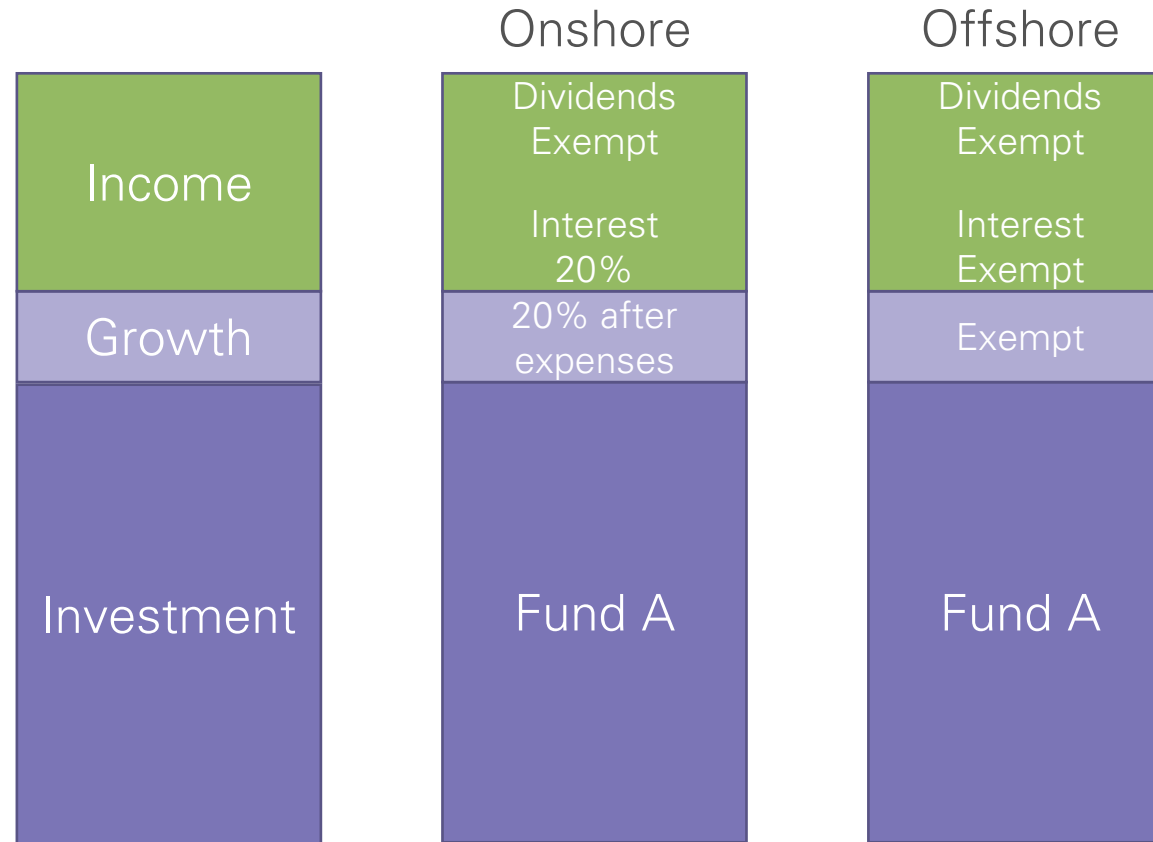 Onshore
Offshore
Income
Growth
Investment
Dividends
Exempt
Interest
20%
20% after
expenses
Fund A
Dividends
Exempt
Interest
Exempt
Exempt
Fund A